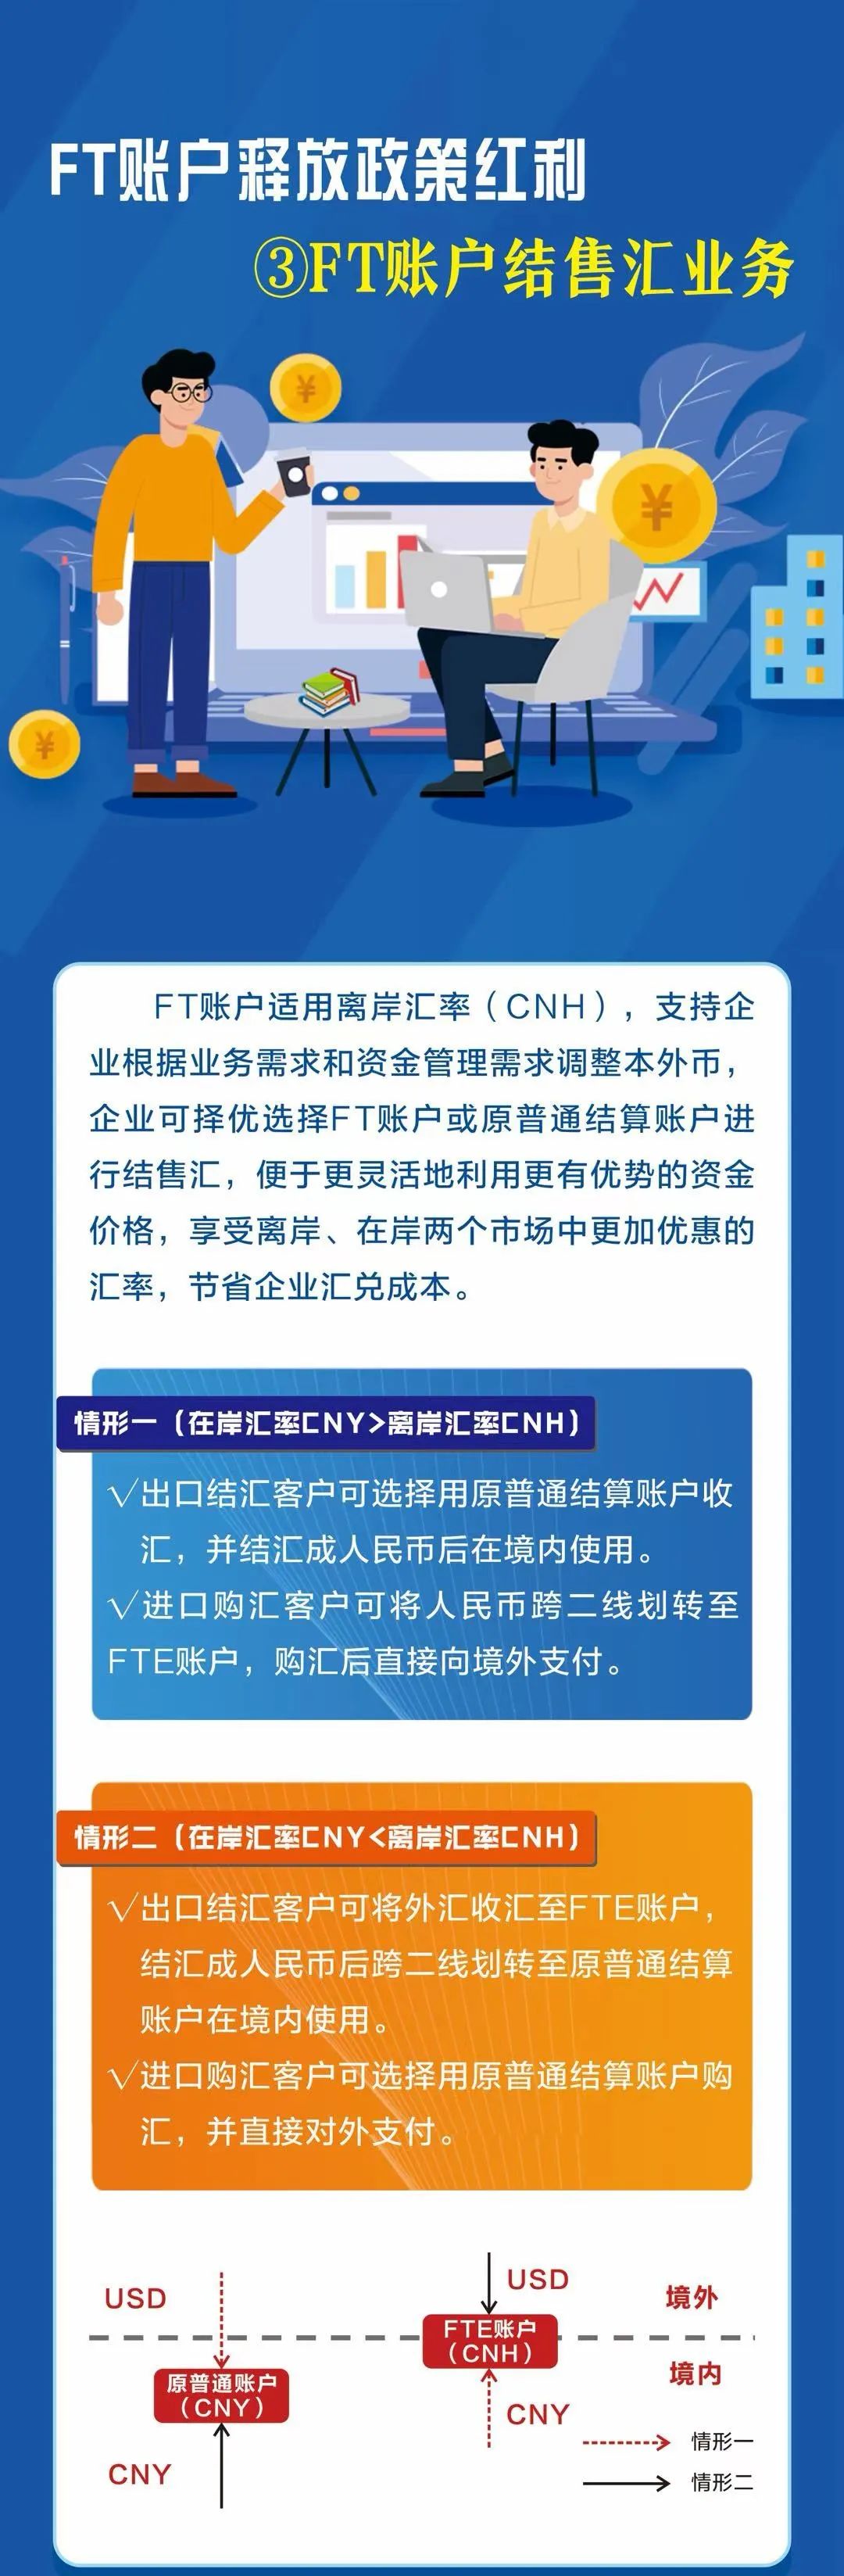 FT账户释放政策红利
③FT账户结售汇业务
¥
¥
¥
FT账户适用离岸汇率（CNH），支持企
业根据业务需求和资金管理需求调整本外币，
企业可择优选择FT账户或原普通结算账户进
行结售汇，便于更灵活地利用更有优势的资金
价格，享受离岸、在岸两个市场中更加优惠的
汇率，节省企业汇兑成本。
情形一（在岸汇率CNY>离岸汇率CNH）
√出口结汇客户可选择用原普通结算账户收
汇，并结汇成人民币后在境内使用。
√进口购汇客户可将人民币跨二线划转至
FTE账户，购汇后直接向境外支付。
情形二（在岸汇率CNY<离岸汇率CNH）
√出口结汇客户可将外汇收汇至FTE账户，
结汇成人民币后跨二线划转至原普通结算
账户在境内使用。
√进口购汇客户可选择用原普通结算账户购
汇，并直接对外支付。
USD
USD
境外
FTE账户
（CNH）
原普通账户
（CNY）
境内
CNY
CNY
情形一
情形二